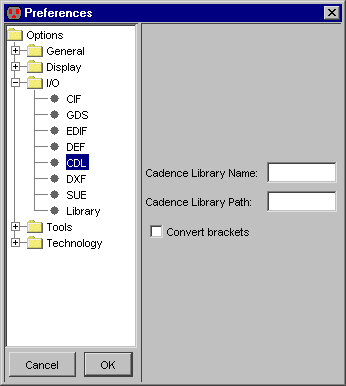 Preferences
Options
General
Display
I/O
CIF
GDS
EDIF
DEF
CDL
DXF
SUE
Library
Tools
Technology
Cadence Library Name:
Cadence Library Path:
Convert brackets
Cancel
OK